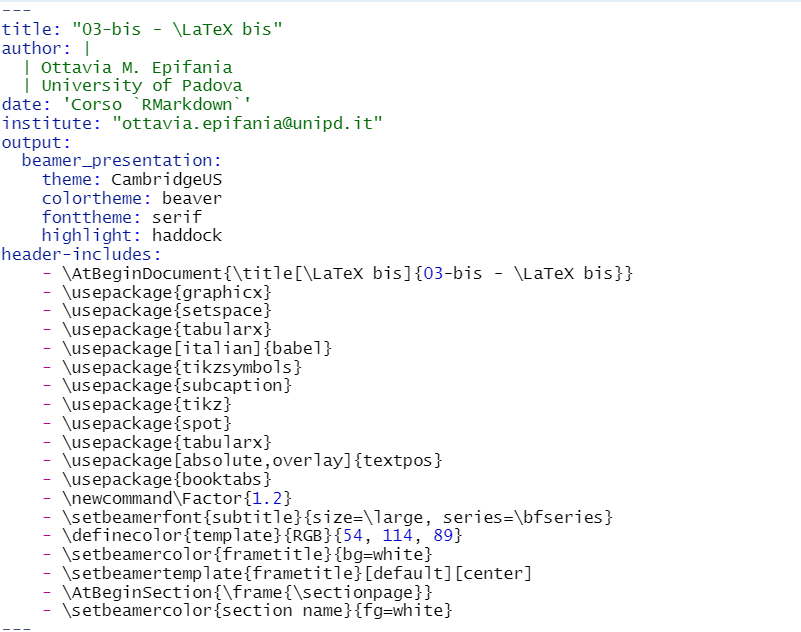 ---
title: "03-bis - \LaTeX bis"
author: |
  | Ottavia M. Epifania
  | University of Padova
date: 'Corso `RMarkdown`'
institute: "ottavia.epifania@unipd.it"
output:
  beamer_presentation:
    theme: CambridgeUS
    colortheme: beaver
    fonttheme: serif
    highlight: haddock
header-includes:
    - \AtBeginDocument{\title[\LaTeX bis]{03-bis - \LaTeX bis}}
    - \usepackage{graphicx}
    - \usepackage{setspace}
    - \usepackage{tabularx}
    - \usepackage[italian]{babel}
    - \usepackage{tikzsymbols}
    - \usepackage{subcaption}
    - \usepackage{tikz}
    - \usepackage{spot}
    - \usepackage{tabularx}
    - \usepackage[absolute,overlay]{textpos}
    - \usepackage{booktabs}
    - \newcommand\Factor{1.2}
    - \setbeamerfont{subtitle}{size=\large, series=\bfseries}
    - \definecolor{template}{RGB}{54, 114, 89}
    - \setbeamercolor{frametitle}{bg=white}
    - \setbeamertemplate{frametitle}[default][center]
    - \AtBeginSection{\frame{\sectionpage}}
    - \setbeamercolor{section name}{fg=white}
---